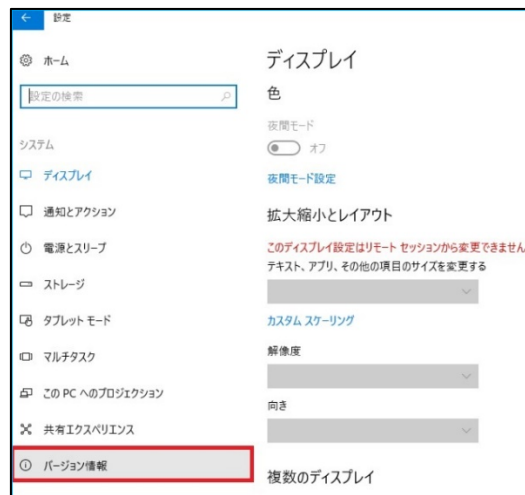 設定
ホーム
設定の検索
システム
ディスプレイ
通知とアクション
電源とスリープ
ストレージ
タブレット モード
マルチタスク
この PC へのプロジェクション
共有エクスペリエンス
バージョン情報
ディスプレイ
色
夜間モード
オフ
夜間モード設定
拡大縮小とレイアウト
このディスプレイ設定はリモート セッションから変更できません
テキスト、アプリ、その他の項目のサイズを変更する
カスタム スケーリング
解像度
向き
複数のディスプレイ